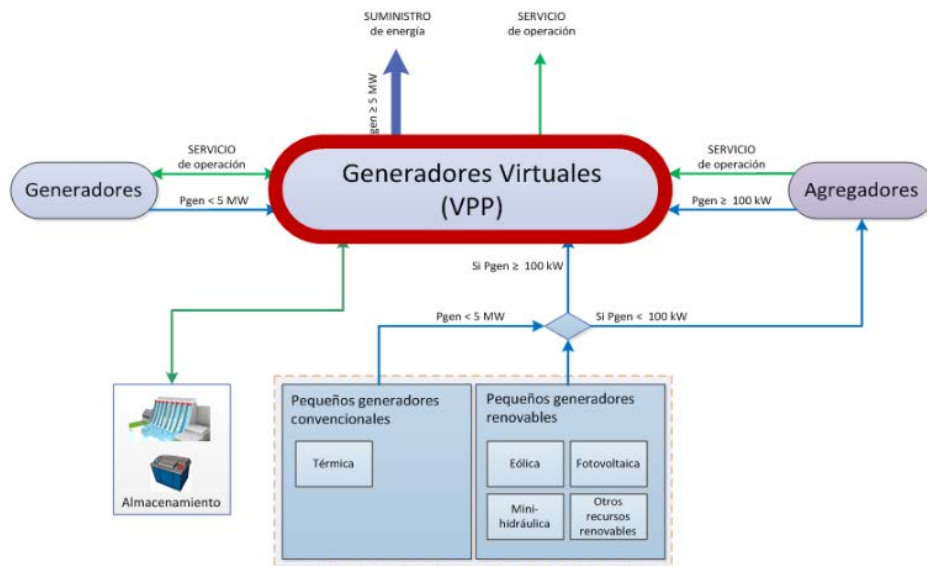 SUMINISTRO
de energía
SERVICIO
de operación
Pgen ≥ 5 MW
SERVICIO
de operación
Generadores
Pgen < 5 MW
Generadores Virtuales
(VPP)
SERVICIO
de operación
Pgen ≥ 100 kW
Agregadores
Si Pgen ≥ 100 kW
Pgen < 5 MW
Si Pgen < 100 kW
Almacenamiento
Pequeños generadores
convencionales
Térmica
Pequeños generadores
renovables
Eólica
Fotovoltaica
Mini-
hidráulica
Otros
recursos
renovables